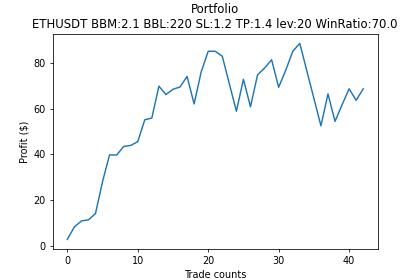 Portfolio
ETHUSDT BBM:2.1 BBL:220 SL:1.2 TP:1.4 lev:20 WinRatio:70.0
80
60
40
20
0
Profit ($)
0 10 20 30 40
Trade counts